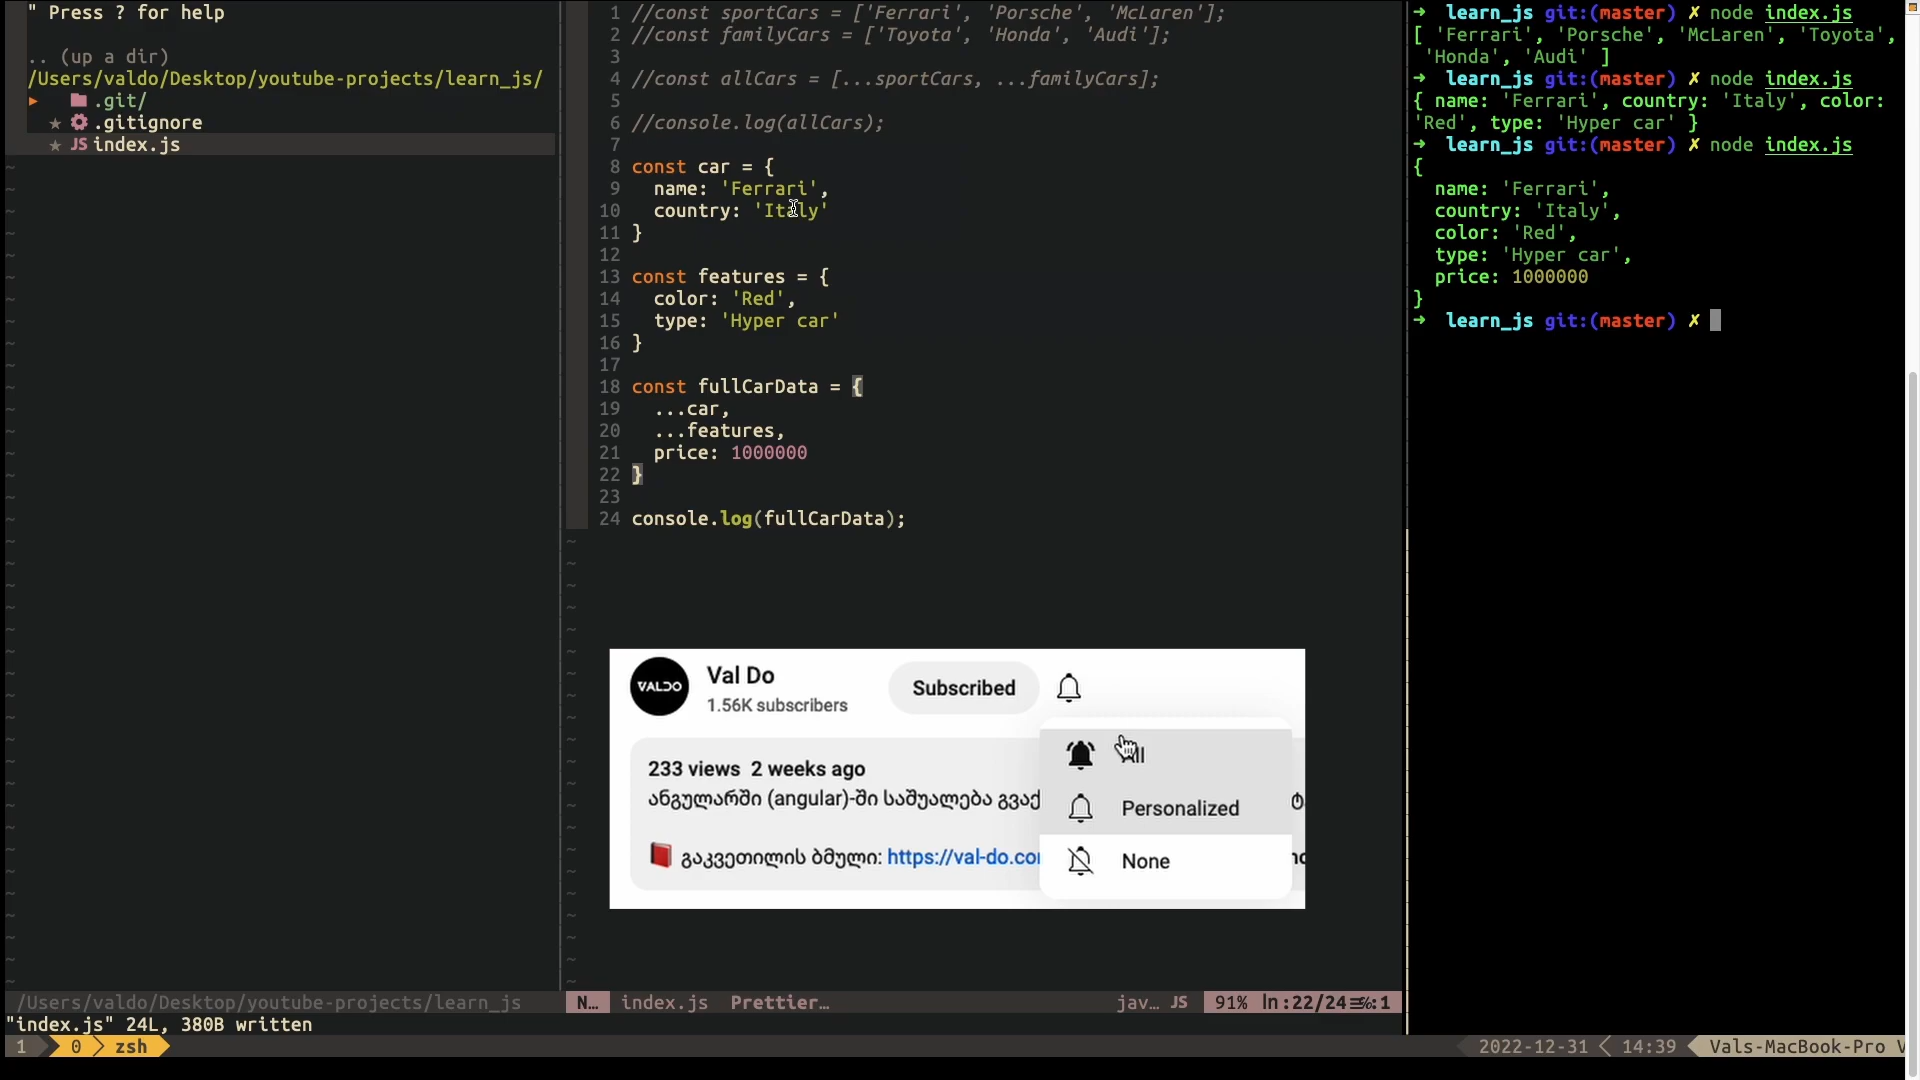 " Press ? for help
.. (up a dir)
/Users/valdo/Desktop/youtube-projects/learn_js/
.git/
.gitignore
JS index.js
/Users/valdo/Desktop/youtube-projects/learn_js
1 //const sportCars = ['Ferrari', 'Porsche', 'McLaren'];
2 //const familyCars = ['Toyota', 'Honda', 'Audi'];
3
4 //const allCars = [...sportCars, ...familyCars];
5
6 //console.log(allCars);
7
8 const car = {
9 name: 'Ferrari',
10 country: 'Italy'
11 }
12
13 const features = {
14 color: 'Red',
15 type: 'Hyper car'
16 }
17
18 const fullCarData = {
19 ...car,
20 ...features,
21 price: 1000000
22 }
23
24 console.log(fullCarData);
VALDO
Val Do
1.56K subscribers
Subscribed
233 views 2 weeks ago
ანგულარში (angular)-ში საშუალება გვაქ
📕 გაკვეთილის ბმული: https://val-do.co
Personalized
None
N… index.js Prettier… jav… JS 91% ln:22/24
➜ learn_js git:(master) ✗ node index.js
[ 'Ferrari', 'Porsche', 'McLaren', 'Toyota',
'Honda', 'Audi' ]
➜ learn_js git:(master) ✗ node index.js
{ name: 'Ferrari', country: 'Italy', color:
'Red', type: 'Hyper car' }
➜ learn_js git:(master) ✗ node index.js
{
name: 'Ferrari',
country: 'Italy',
color: 'Red',
type: 'Hyper car',
price: 1000000
}
➜ learn_js git:(master) ✗
"index.js" 24L, 380B written
1 0 zsh 2022-12-31 14:39 Vals-MacBook-Pro